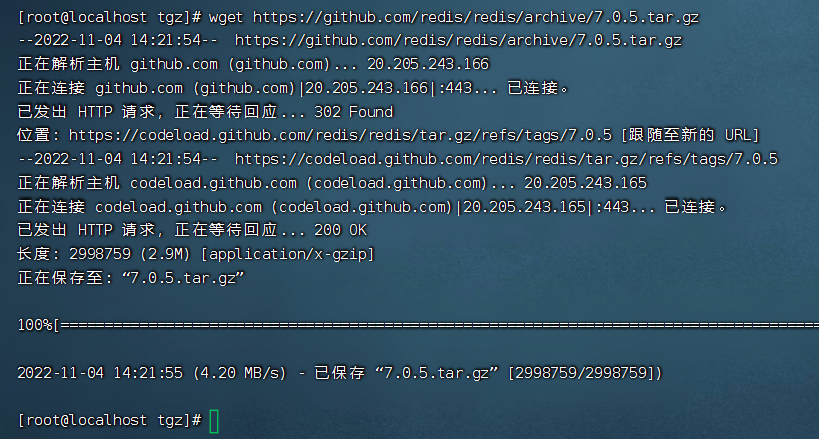 [root@localhost tgz]# wget https://github.com/redis/redis/archive/7.0.5.tar.gz
--2022-11-04 14:21:54--  https://github.com/redis/redis/archive/7.0.5.tar.gz
正在解析主机 github.com (github.com)... 20.205.243.166
正在连接 github.com (github.com)|20.205.243.166|:443... 已连接。
已发出 HTTP 请求，正在等待回应... 302 Found
位置：https://codeload.github.com/redis/redis/tar.gz/refs/tags/7.0.5 [跟随至新的 URL]
--2022-11-04 14:21:54--  https://codeload.github.com/redis/redis/tar.gz/refs/tags/7.0.5
正在解析主机 codeload.github.com (codeload.github.com)... 20.205.243.165
正在连接 codeload.github.com (codeload.github.com)|20.205.243.165|:443... 已连接。
已发出 HTTP 请求，正在等待回应... 200 OK
长度：2998759 (2.9M) [application/x-gzip]
正在保存至: “7.0.5.tar.gz”
100%[=======================================================================================
2022-11-04 14:21:55 (4.20 MB/s) - 已保存 “7.0.5.tar.gz” [2998759/2998759])
[root@localhost tgz]#